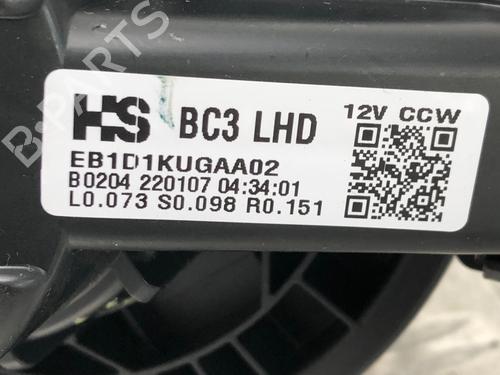 HS BC3 LHD 12V CCW
EB1D1KUGAA02
B0204 220107 04:34:01
L0.073 S0.098 R0.151
B-PARTS